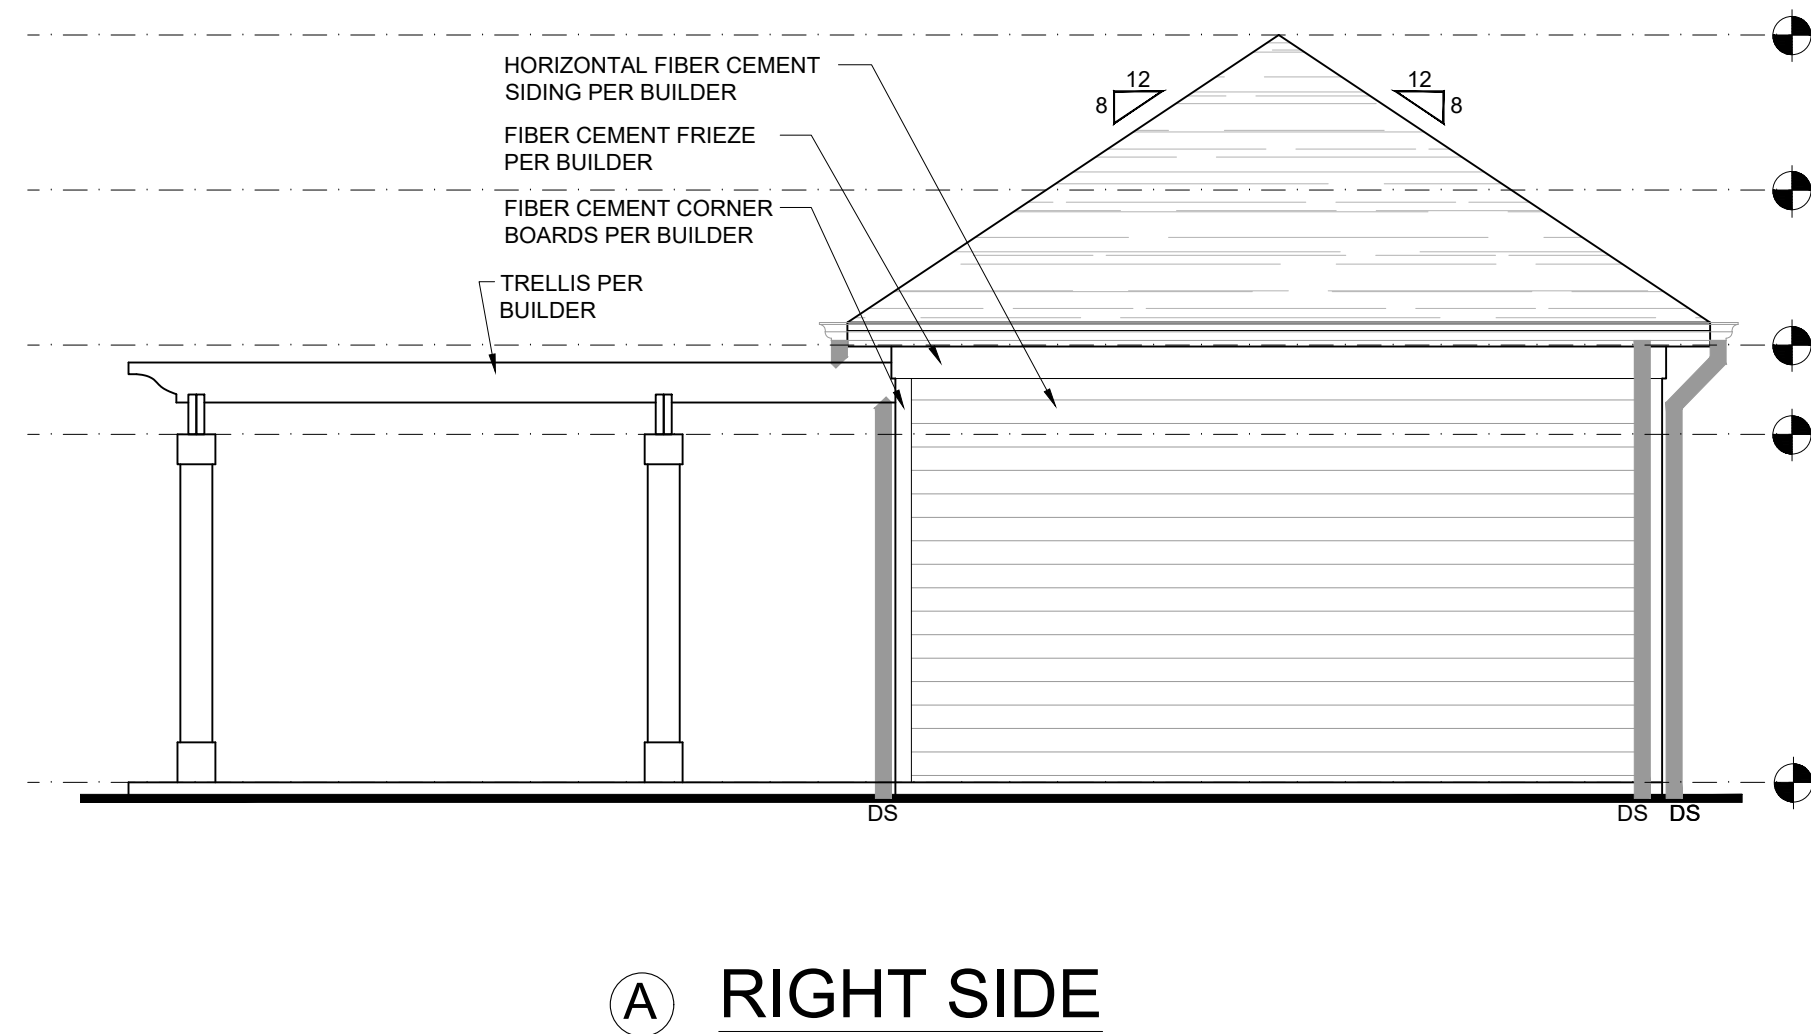 HORIZONTAL FIBER CEMENT
SIDING PER BUILDER
12
8
12
8
FIBER CEMENT FRIEZE
PER BUILDER
FIBER CEMENT CORNER
BOARDS PER BUILDER
TRELLIS PER
BUILDER
DS
DS
DS
A
RIGHT SIDE